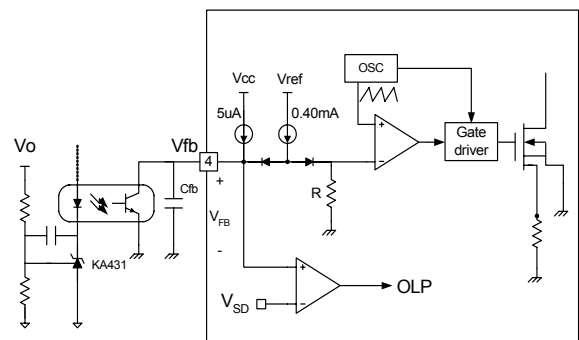 OSC
Vcc
Vref
5uA
0.40mA
Vo
Vfb
4
+
-
Gate
driver
Cfb
+
V_FB
-
R
KA431
+
-
V_SD
OLP